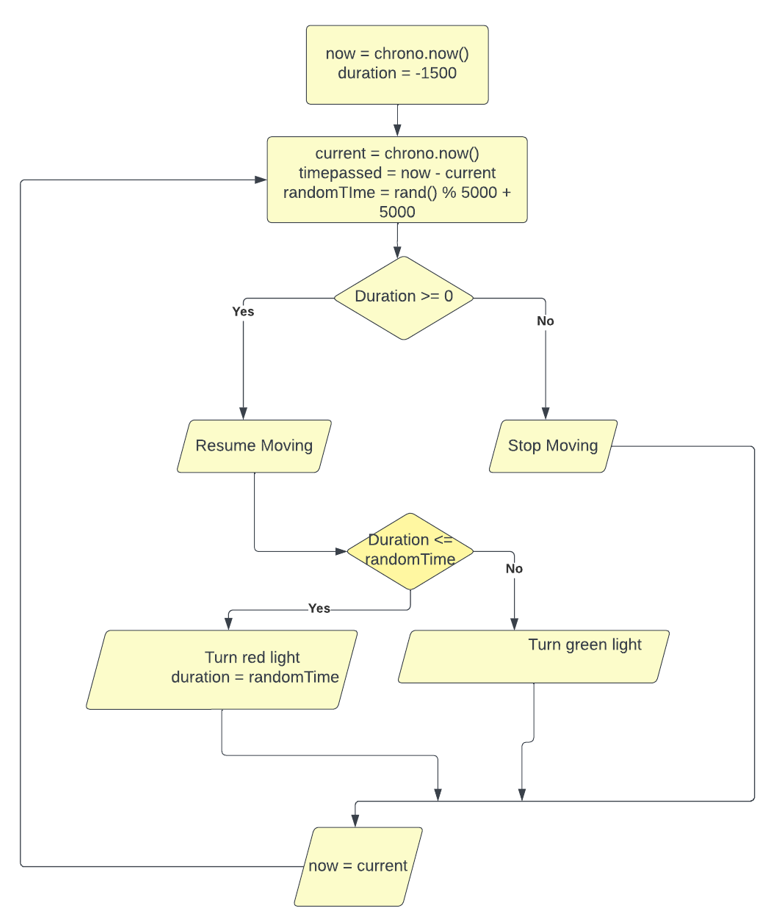 now = chrono.now()
duration = -1500
current = chrono.now()
timepassed = now - current
randomTIme = rand() % 5000 +
5000
Duration >= 0
Yes
No
Resume Moving
Stop Moving
Duration <=
randomTime
No
Yes
Turn red light
duration = randomTime
Turn green light
now = current